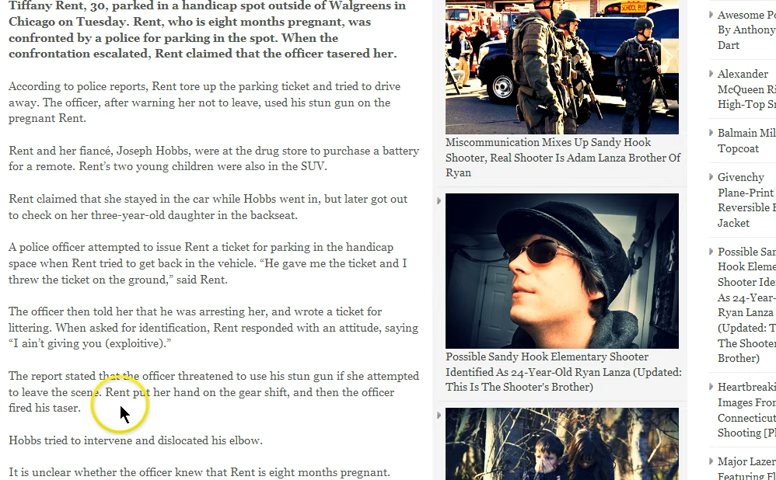 Tiffany Rent, 30, parked in a handicap spot outside of Walgreens in
Chicago on Tuesday. Rent, who is eight months pregnant, was
confronted by a police for parking in the spot. When the
confrontation escalated, Rent claimed that the officer tasered her.
According to police reports, Rent tore up the parking ticket and tried to drive
away. The officer, after warning her not to leave, used his stun gun on the
pregnant Rent.
Rent and her fiancé, Joseph Hobbs, were at the drug store to purchase a battery
for a remote. Rent's two young children were also in the SUV.
Rent claimed that she stayed in the car while Hobbs went in, but later got out
to check on her three-year-old daughter in the backseat.
A police officer attempted to issue Rent a ticket for parking in the handicap
space when Rent tried to get back in the vehicle. “He gave me the ticket and I
threw the ticket on the ground,” said Rent.
The officer then told her that he was arresting her, and wrote a ticket for
littering. When asked for identification, Rent responded with an attitude, saying
“I ain't giving you (exploitive).”
The report stated that the officer threatened to use his stun gun if she attempted
to leave the scene. Rent put her hand on the gear shift, and then the officer
fired his taser.
Hobbs tried to intervene and dislocated his elbow.
It is unclear whether the officer knew that Rent is eight months pregnant.
SCHOOL BUS
Miscommunication Mixes Up Sandy Hook
Shooter, Real Shooter Is Adam Lanza Brother Of
Ryan
Possible Sandy Hook Elementary Shooter
Identified As 24-Year-Old Ryan Lanza (Updated:
This Is The Shooter's Brother)
Awesome
By Anthony
Dart
Alexander
McQueen
High-Top
Balmain
Topcoat
Givenchy
Plane-Print
Reversible
Jacket
Possible
Hook
Shooter
As 24-Year-
Ryan Lanza
(Updated:
The Shooter
Brother)
Images From
Connecticut
Shooting
Major Lazer
Featuring